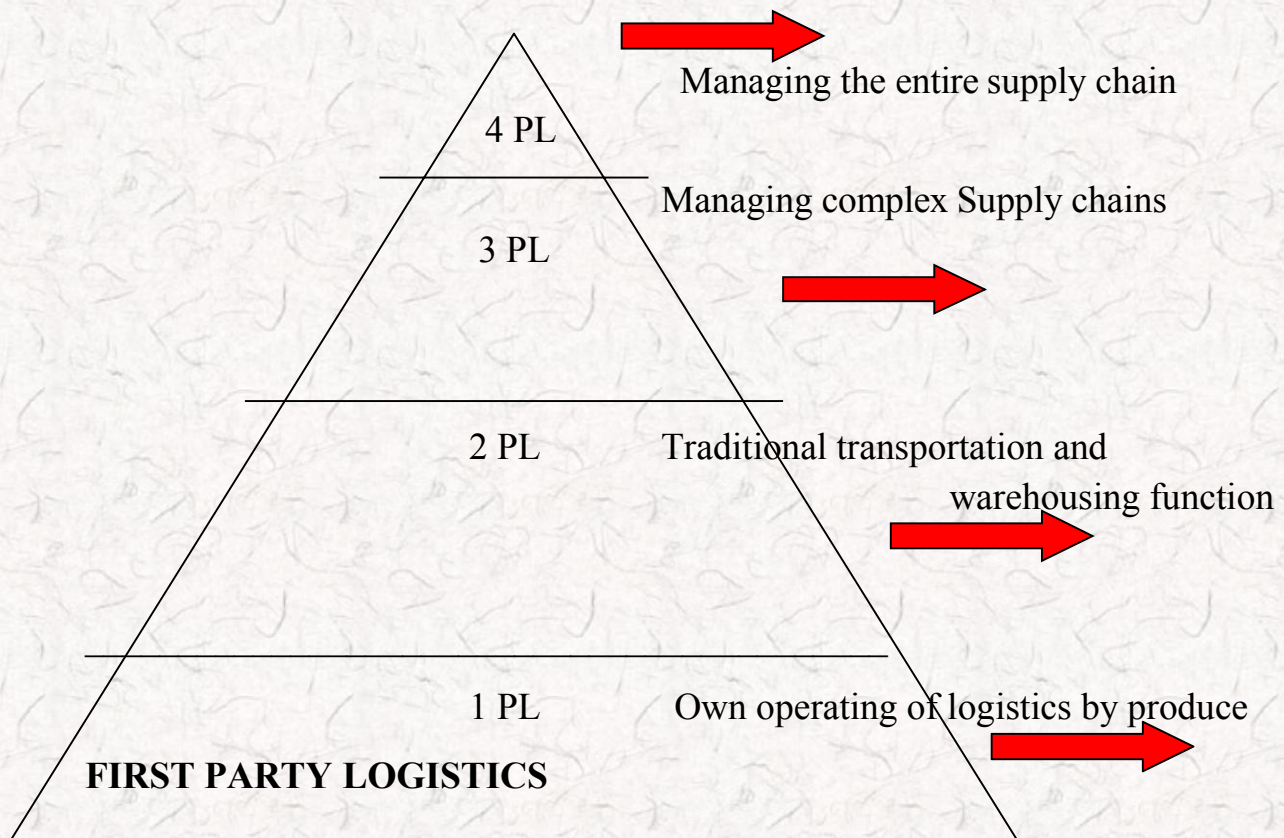 Managing the entire supply chain
4 PL
Managing complex Supply chains
3 PL
2 PL Traditional transportation and
warehousing function
1 PL Own operating of logistics by produce
FIRST PARTY LOGISTICS